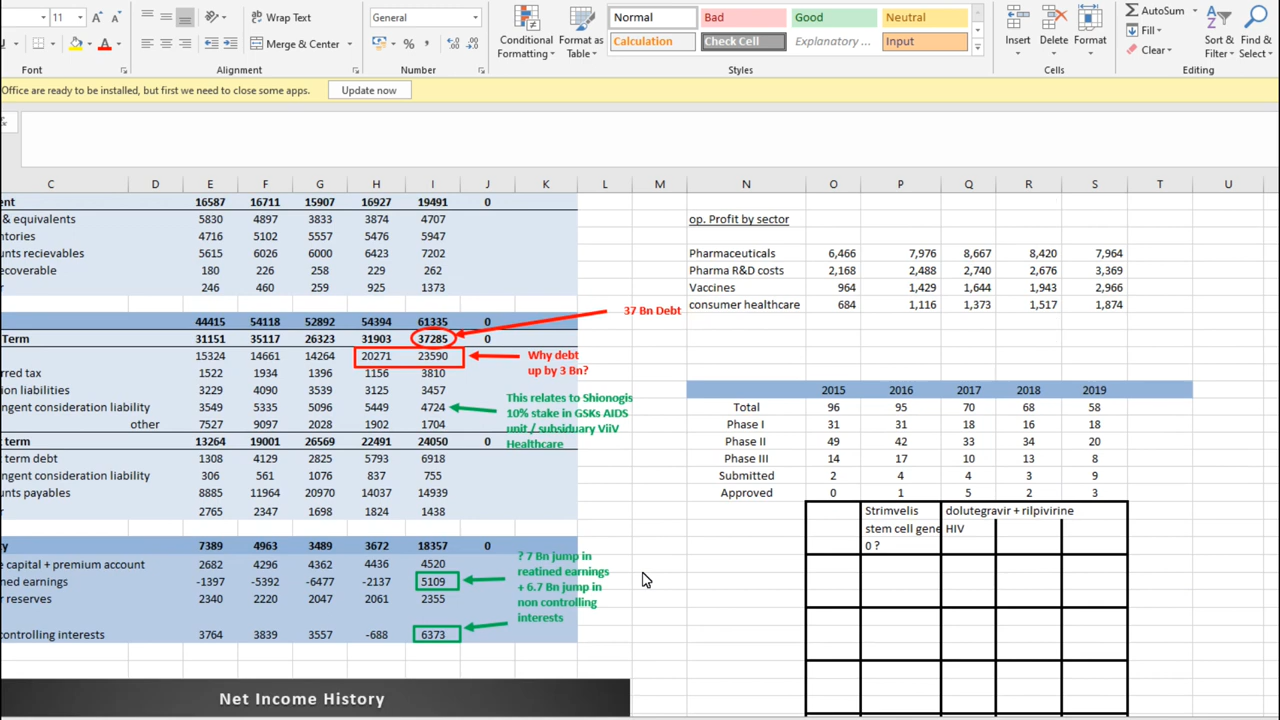 11
A A
Wrap Text
General
Normal
Bad
Good
Neutral
AutoSum
Merge & Center
%
Conditional
Formatting
Format as
Table
Calculation
Check Cell
Explanatory ...
Input
Insert
Delete
Format
Fill
Clear
Sort &
Filter
Find &
Select
Font
Alignment
Number
Styles
Cells
Editing
Office are ready to be installed, but first we need to close some apps.
Update now
C D E F G H I J K L M N O P Q R S T U
ent 16587 16711 15907 16927 19491 0
& equivalents 5830 4897 3833 3874 4707
op. Profit by sector
tories 4716 5102 5557 5476 5947
unts recievables 5615 6026 6000 6423 7202
Pharmaceuticals 6,466 7,976 8,667 8,420 7,964
ecoverable 180 226 258 229 262
Pharma R&D costs 2,168 2,488 2,740 2,676 3,369
r 246 460 259 925 1373
Vaccines 964 1,429 1,644 1,943 2,966
consumer healthcare 684 1,116 1,373 1,517 1,874
37 Bn Debt
44415 54118 52892 54394 61335 0
Term 31151 35117 26323 31903 37285 0
15324 14661 14264 20271 23590
Why debt
up by 3 Bn?
rred tax 1522 1934 1396 1156 3810
ion liabilities 3229 4090 3539 3125 3457
2015 2016 2017 2018 2019
ngent consideration liability 3549 5335 5096 5449 4724
This relates to Shionogis
10% stake in GSKs AIDS
unit / subsiduary ViiV
Healthcare
Total 96 95 70 68 58
other 7527 9097 2028 1902 1704
Phase I 31 31 18 16 18
t term 13264 19001 26569 22491 24050 0
Phase II 49 42 33 34 20
term debt 1308 4129 2825 5793 6918
Phase III 14 17 10 13 8
ngent consideration liability 306 561 1076 837 755
Submitted 2 4 4 3 9
unts payables 8885 11964 20970 14037 14939
Approved 0 1 5 2 3
r 2765 2347 1698 1824 1438
Strimvelis dolutegravir + rilpivirine
stem cell gene HIV
0 ?
ty 7389 4963 3489 3672 18357 0
? 7 Bn jump in
reatined earnings
+ 6.7 Bn jump in
non controlling
interests
e capital + premium account 2682 4296 4362 4436 4520
ned earnings -1397 -5392 -6477 -2137 5109
r reserves 2340 2220 2047 2061 2355
controlling interests 3764 3839 3557 -688 6373
Net Income History